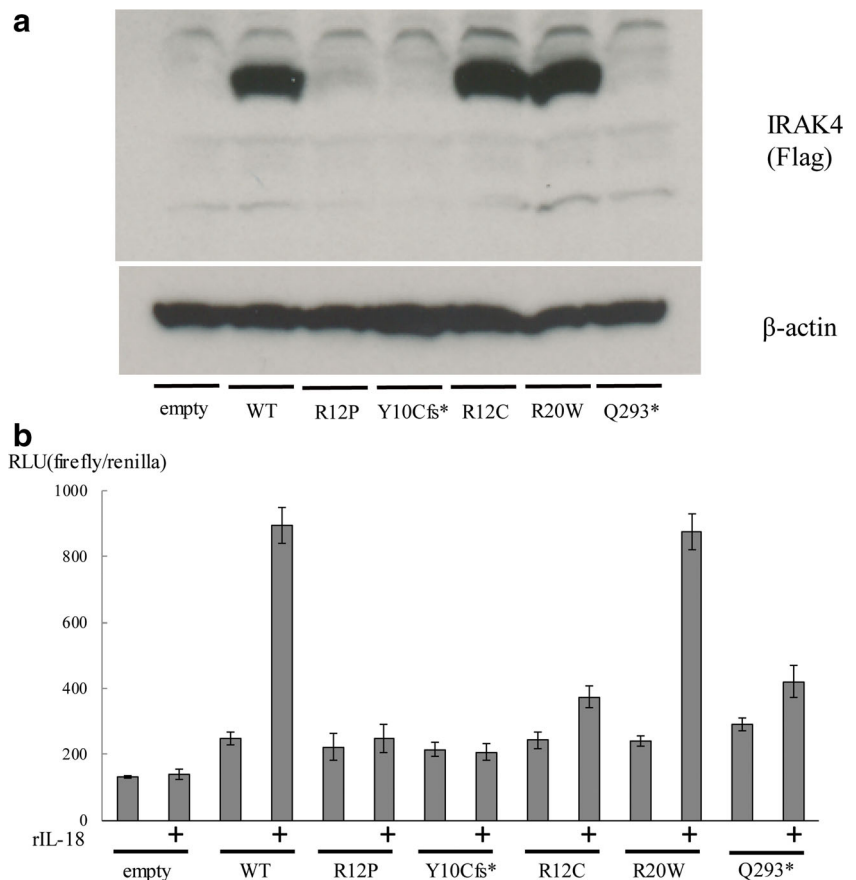 a
IRAK4
(Flag)
β-actin
empty WT R12P Y10Cfs* R12C R20W Q293*
b
RLU(firefly/renilla)
1000
800
600
400
200
0
rIL-18 + + + + + + +
empty WT R12P Y10Cfs* R12C R20W Q293*